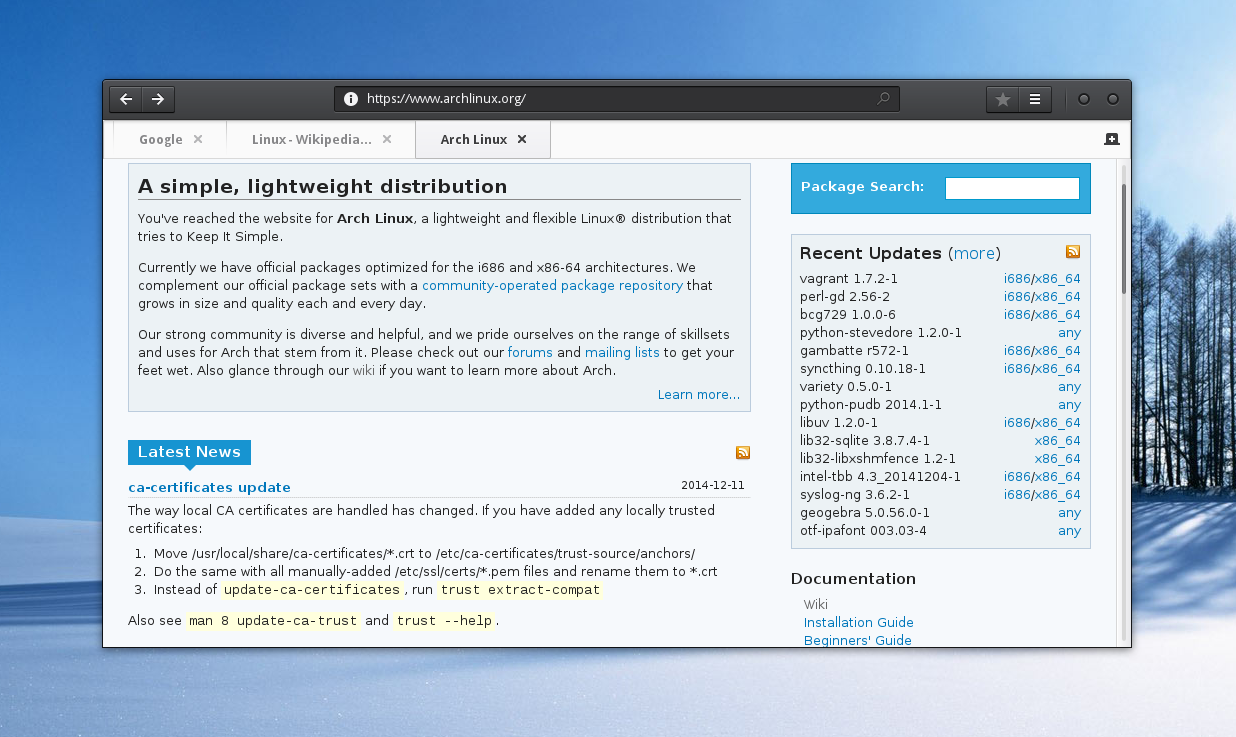 https://www.archlinux.org/
Google
Linux - Wikipedia...
Arch Linux
A simple, lightweight distribution
You've reached the website for Arch Linux, a lightweight and flexible Linux® distribution that
tries to Keep It Simple.
Currently we have official packages optimized for the i686 and x86-64 architectures. We
complement our official package sets with a community-operated package repository that
grows in size and quality each and every day.
Our strong community is diverse and helpful, and we pride ourselves on the range of skillsets
and uses for Arch that stem from it. Please check out our forums and mailing lists to get your
feet wet. Also glance through our wiki if you want to learn more about Arch.
Learn more...
Latest News
ca-certificates update
2014-12-11
The way local CA certificates are handled has changed. If you have added any locally trusted
certificates:
1. Move /usr/local/share/ca-certificates/*.crt to /etc/ca-certificates/trust-source/anchors/
2. Do the same with all manually-added /etc/ssl/certs/*.pem files and rename them to *.crt
3. Instead of update-ca-certificates, run trust extract-compat
Also see man 8 update-ca-trust and trust --help.
Package Search:
Recent Updates (more)
vagrant 1.7.2-1 i686/x86_64
perl-gd 2.56-2 i686/x86_64
bcg729 1.0.0-6 i686/x86_64
python-stevedore 1.2.0-1 any
gambatte r572-1 i686/x86_64
syncthing 0.10.18-1 i686/x86_64
variety 0.5.0-1 any
python-pudb 2014.1-1 any
libuv 1.2.0-1 i686/x86_64
lib32-sqlite 3.8.7.4-1 x86_64
lib32-libxshmfence 1.2-1 x86_64
intel-tbb 4.3_20141204-1 i686/x86_64
syslog-ng 3.6.2-1 i686/x86_64
geogebra 5.0.56.0-1 any
otf-ipafont 003.03-4 any
Documentation
Wiki
Installation Guide
Beginners' Guide